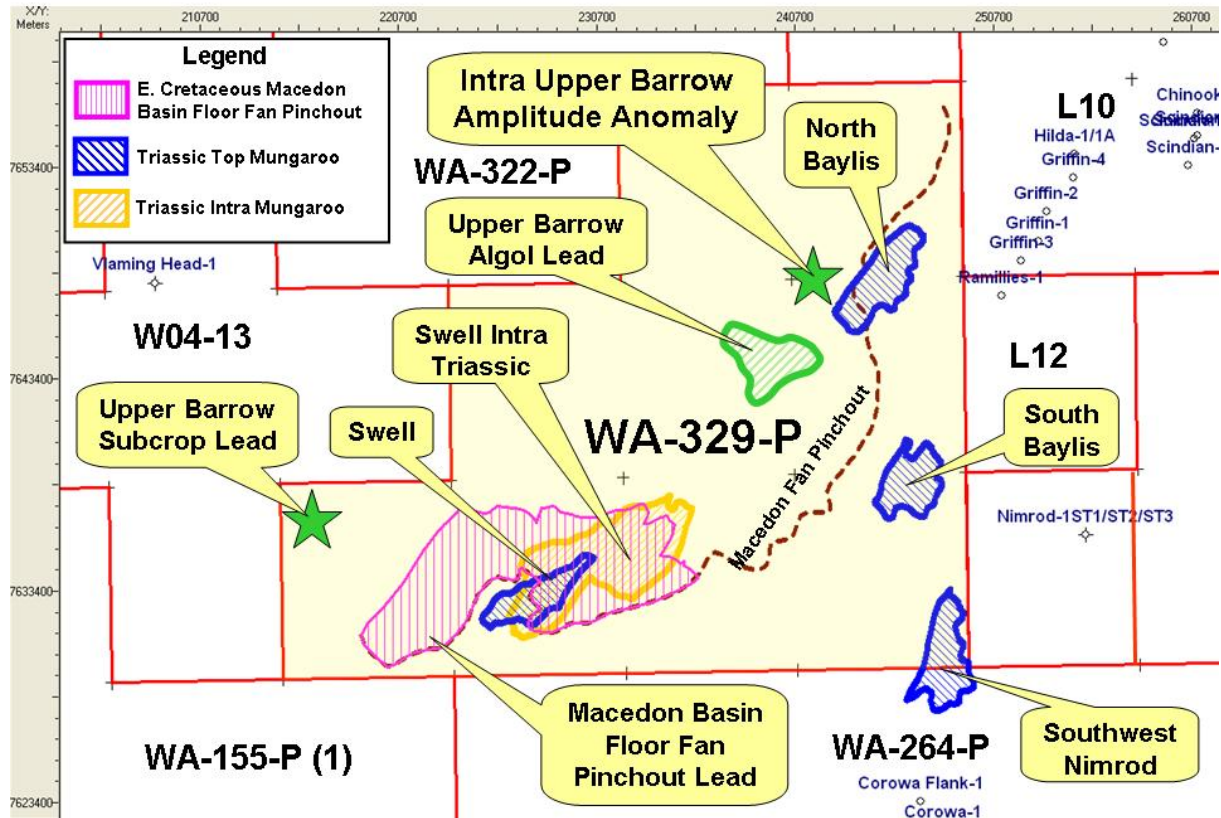 X/Y:
Meters
210700
220700
230700
240700
250700
260700
7653400
7643400
7633400
7623400
Legend
E. Cretaceous Macedon
Basin Floor Fan Pinchout
Triassic Top Mungaroo
Triassic Intra Mungaroo
Intra Upper Barrow
Amplitude Anomaly
North
Baylis
L10
Chinook
Scindian-
Hilda-1/1A
Griffin-4
Griffin-2
Griffin-1
Griffin-3
Ramillies-1
WA-322-P
Upper Barrow
Algol Lead
Vlaming Head-1
W04-13
Swell Intra
Triassic
L12
Upper Barrow
Subcrop Lead
Swell
WA-329-P
South
Baylis
Macedon Fan Pinchout
Nimrod-1ST1/ST2/ST3
Macedon Basin
Floor Fan
Pinchout Lead
WA-155-P (1)
WA-264-P
Southwest
Nimrod
Corowa Flank-1
Corowa-1